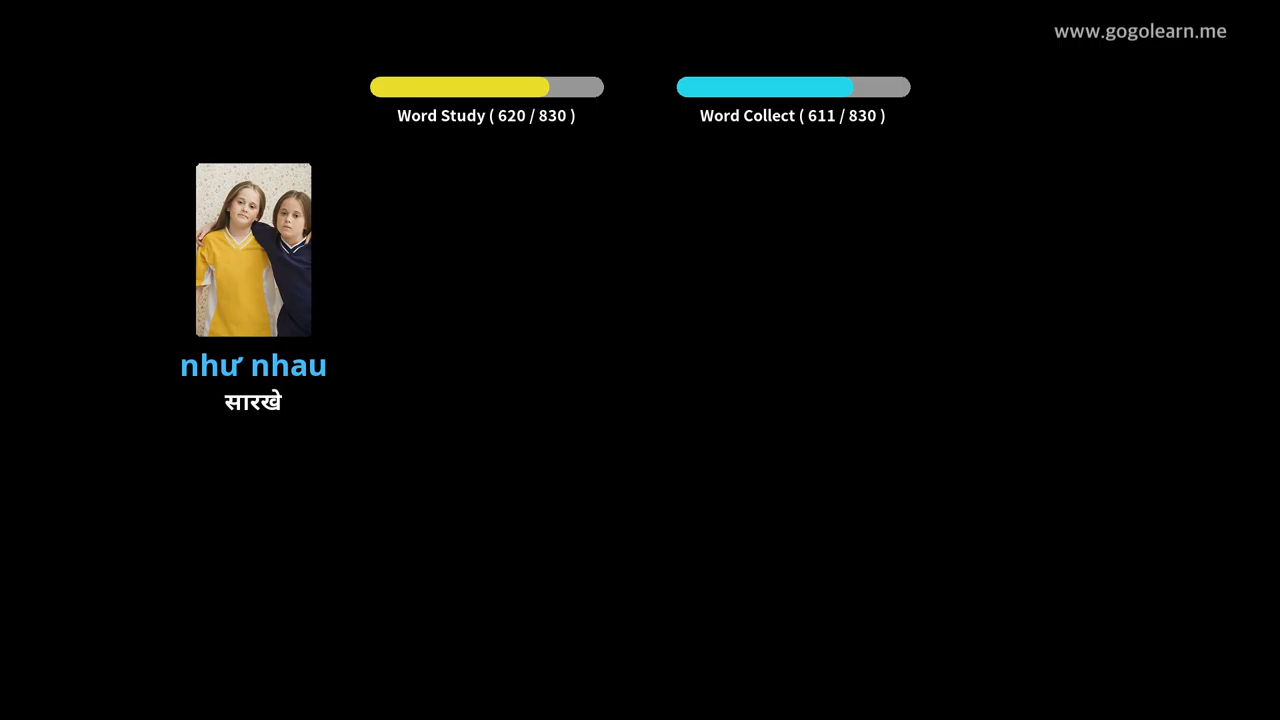 www.gogolearn.me
Word Study ( 620 / 830 )
Word Collect ( 611 / 830 )
như nhau
सारखे